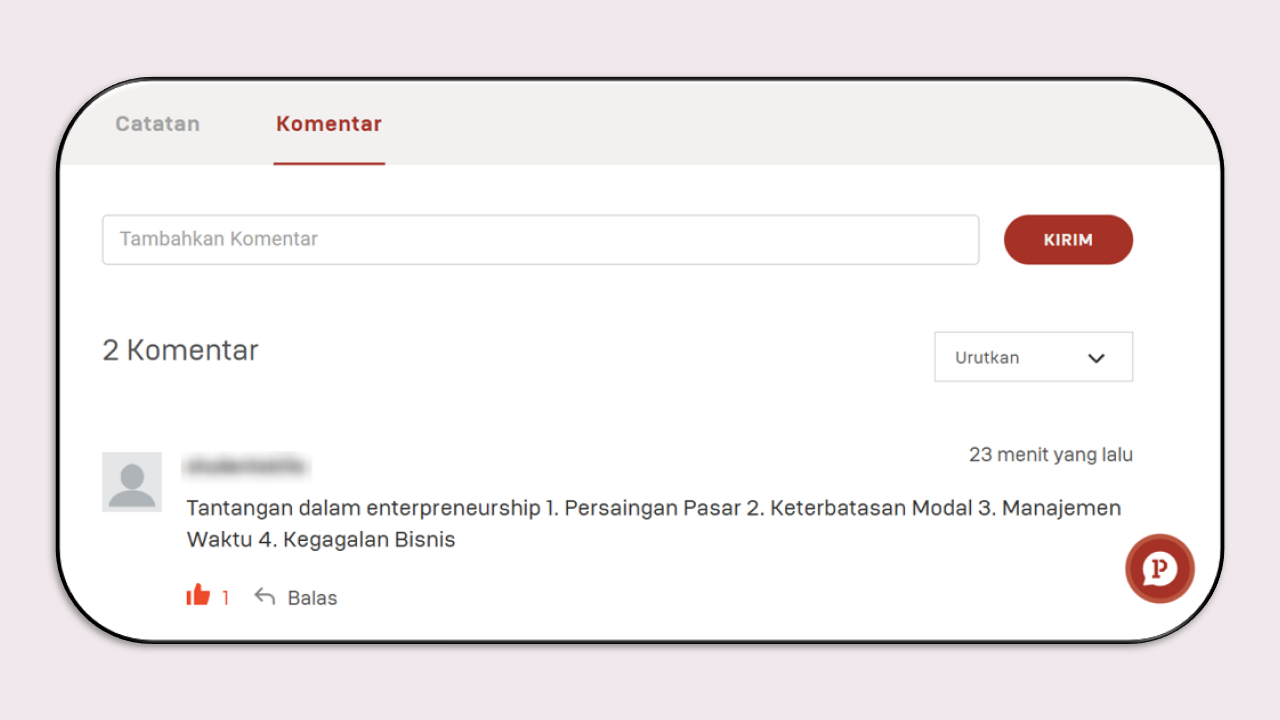 Catatan
Komentar
Tambahkan Komentar
KIRIM
2 Komentar
Urutkan
23 menit yang lalu
Tantangan dalam enterpreneurship 1. Persaingan Pasar 2. Keterbatasan Modal 3. Manajemen
Waktu 4. Kegagalan Bisnis
1
Balas
P